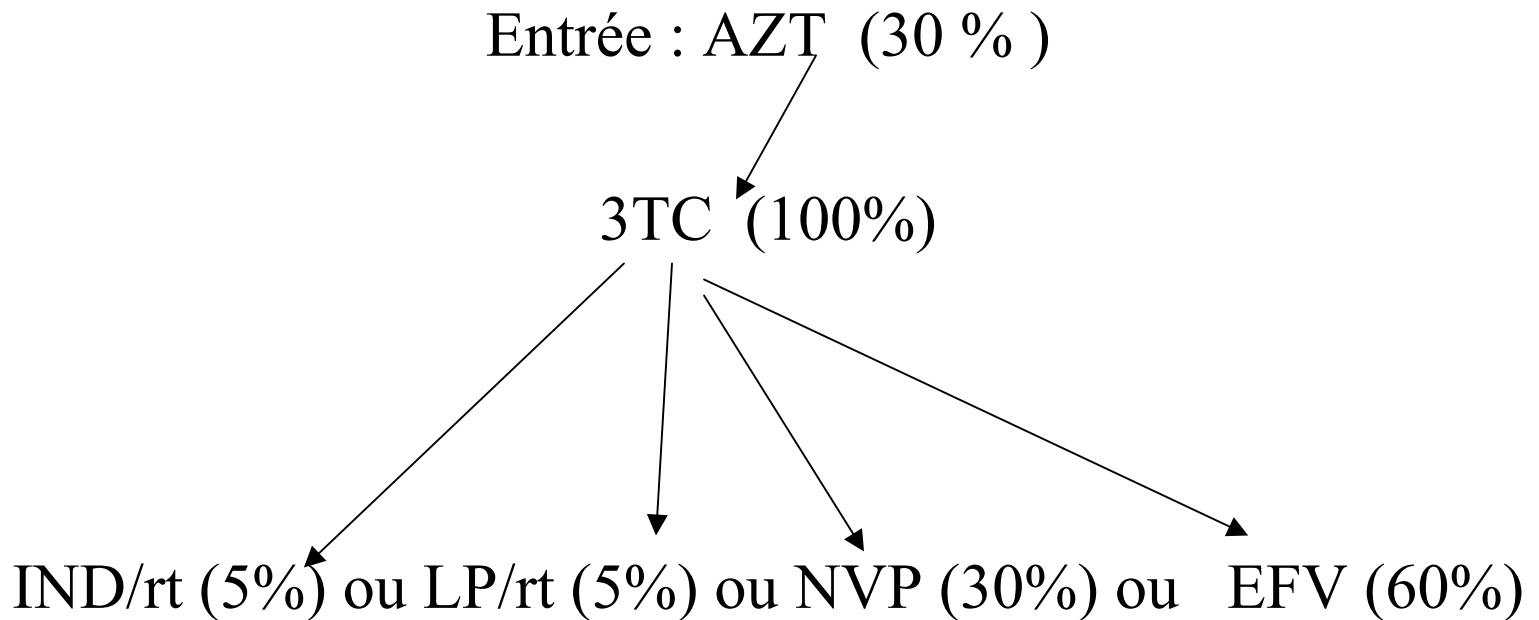 Entrée : AZT (30 % )
3TC (100%)
IND/rt (5%) ou LP/rt (5%) ou NVP (30%) ou EFV (60%)